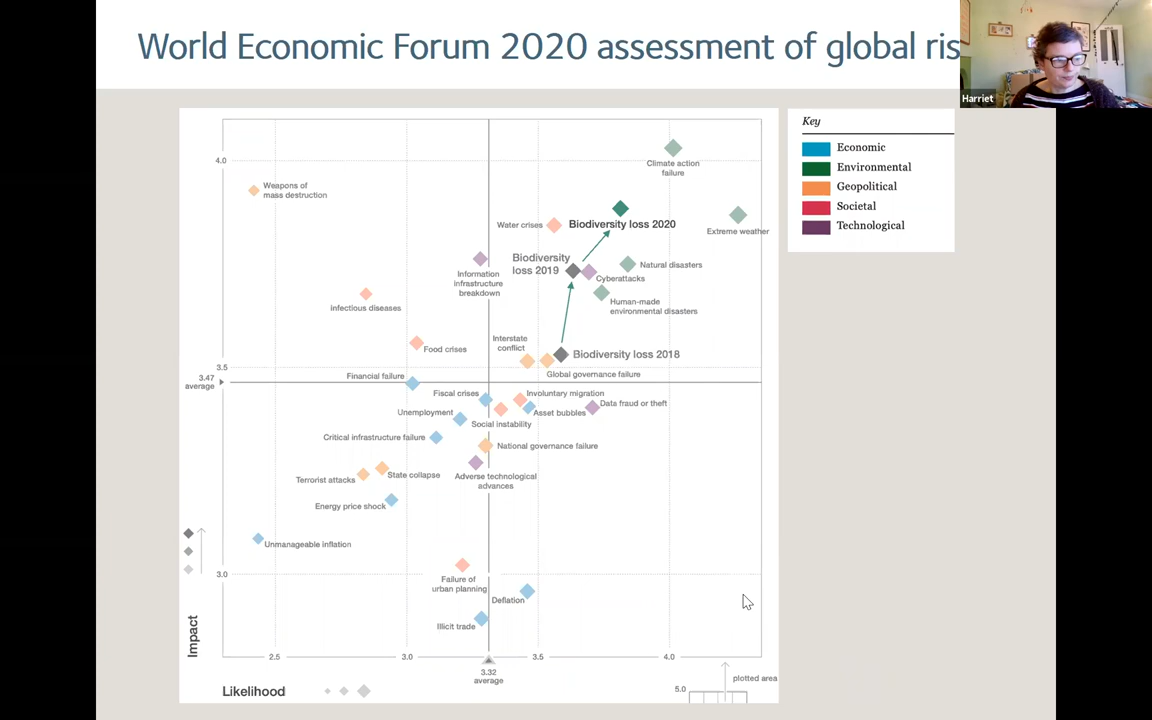 World Economic Forum 2020 assessment of global ris
Harriet
Key
Economic
Environmental
Geopolitical
Societal
Technological
4.0
Climate action
failure
Weapons of
mass destruction
Biodiversity loss 2020
Water crises
Extreme weather
Biodiversity
loss 2019
Natural disasters
Cyberattacks
Information
infrastructure
breakdown
Human-made
environmental disasters
infectious diseases
Interstate
conflict
Food crises
Biodiversity loss 2018
3.5
Global governance failure
Financial failure
3.47
average
Fiscal crises
Involuntary migration
Data fraud or theft
Unemployment
Asset bubbles
Social instability
Critical infrastructure failure
National governance failure
Terrorist attacks
State collapse
Adverse technological
advances
Energy price shock
Unmanageable inflation
3.0
Failure of
urban planning
Deflation
Illicit trade
Impact
2.5
3.0
3.5
4.0
3.32
average
plotted area
5.0
Likelihood